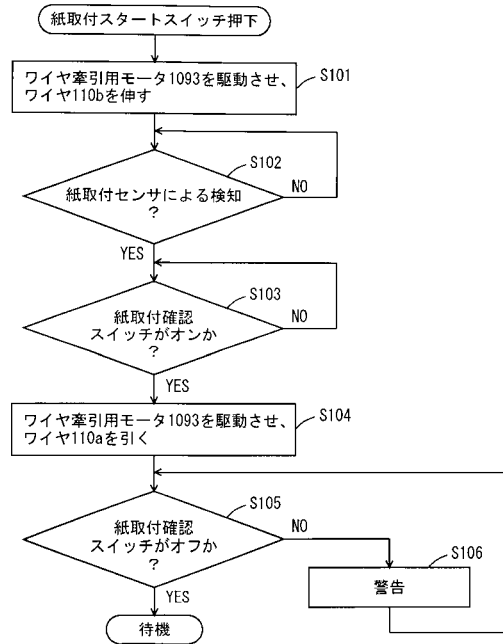 紙取付スタートスイッチ押下
ワイヤ牽引用モータ1093を駆動させ、
ワイヤ110bを伸す
S101
S102
紙取付センサによる検知
?
NO
YES
S103
紙取付確認
スイッチがオンか
?
NO
YES
ワイヤ牽引用モータ1093を駆動させ、
ワイヤ110aを引く
S104
S105
紙取付確認
スイッチがオフか
?
NO
S106
警告
YES
待機